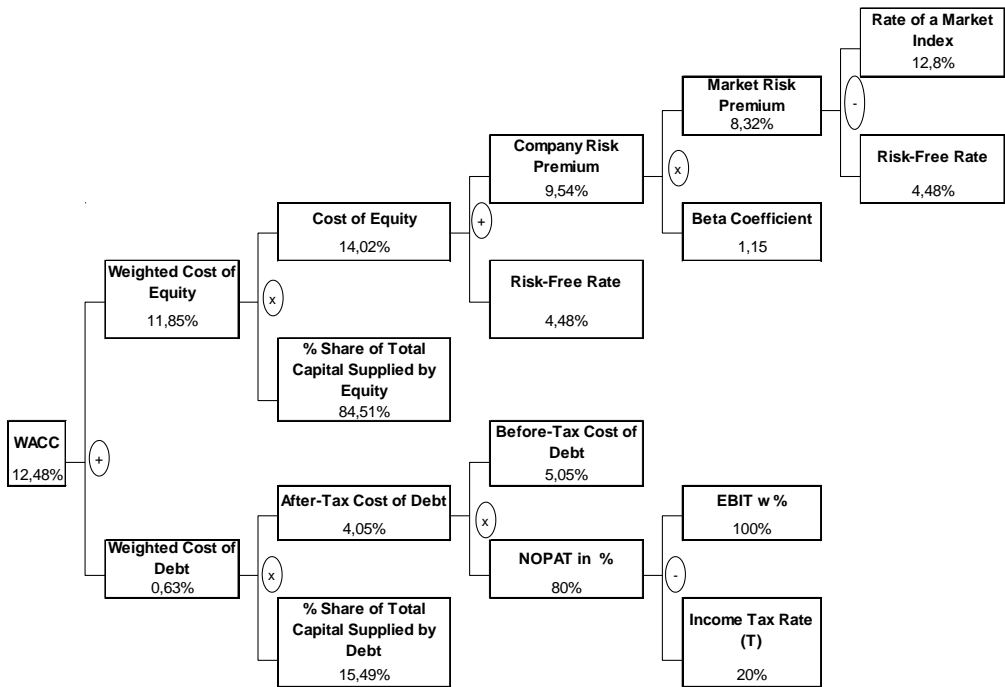 Rate of a Market
Index
12,8%
Market Risk
Premium
8,32%
-
Company Risk
Premium
9,54%
x
Risk-Free Rate
4,48%
Cost of Equity
14,02%
+
Beta Coefficient
1,15
Weighted Cost of
Equity
11,85%
x
Risk-Free Rate
4,48%
% Share of Total
Capital Supplied by
Equity
84,51%
WACC
12,48%
+
Before-Tax Cost of
Debt
5,05%
After-Tax Cost of Debt
4,05%
x
EBIT w %
100%
Weighted Cost of
Debt
0,63%
x
NOPAT in %
80%
-
% Share of Total
Capital Supplied by
Debt
15,49%
Income Tax Rate
(T)
20%